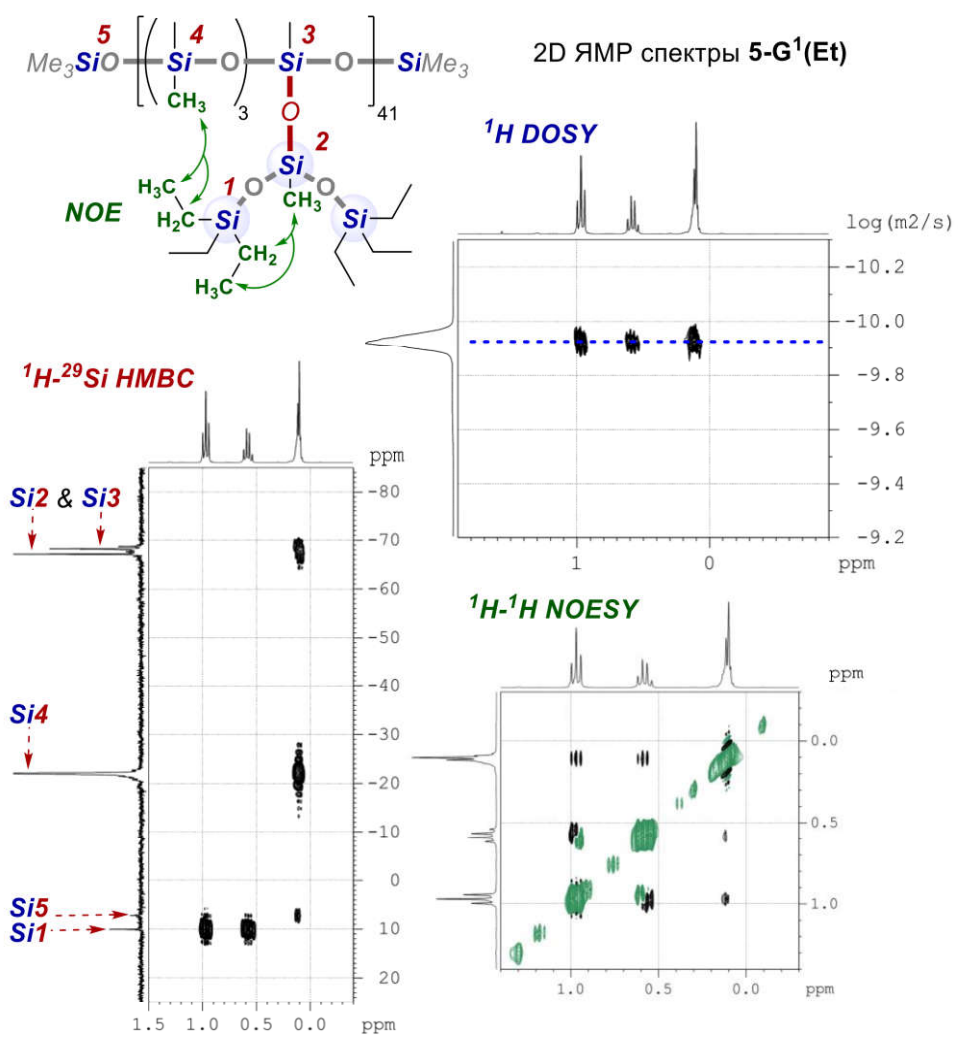 5 4 3
Me₃SiO Si O Si O SiMe₃
CH₃ 3 O 41
2
Si
1 O O
H₃C CH₃
NOE H₂C Si Si
CH₂
H₃C
2D ЯМР спектры 5-G¹(Et)
¹H DOSY
log(m2/s)
-10.2
-10.0
-9.8
-9.6
-9.4
-9.2
1 0 ppm
¹H-²⁹Si HMBC
ppm
Si2 & Si3
Si4
Si5
Si1
-80
-70
-60
-50
-40
-30
-20
-10
0
10
20
1.5 1.0 0.5 0.0 ppm
¹H-¹H NOESY
ppm
0.0
0.5
1.0
1.0 0.5 0.0 ppm